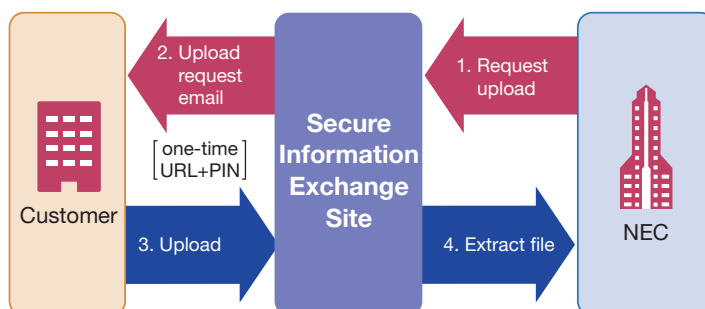 2. Upload
request
email
1. Request
upload
Secure
Information
Exchange
Site
[one-time
URL+PIN]
Customer
3. Upload
4. Extract file
NEC